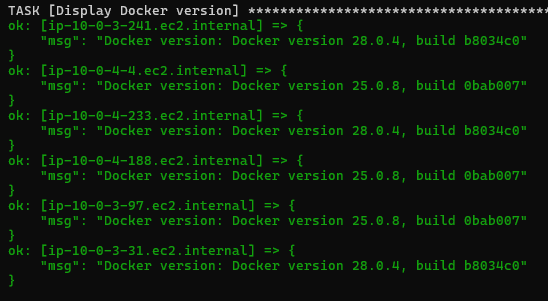 TASK [Display Docker version] *************************************
ok: [ip-10-0-3-241.ec2.internal] => {
    "msg": "Docker version: Docker version 28.0.4, build b8034c0"
}
ok: [ip-10-0-4-4.ec2.internal] => {
    "msg": "Docker version: Docker version 25.0.8, build 0bab007"
}
ok: [ip-10-0-4-233.ec2.internal] => {
    "msg": "Docker version: Docker version 28.0.4, build b8034c0"
}
ok: [ip-10-0-4-188.ec2.internal] => {
    "msg": "Docker version: Docker version 25.0.8, build 0bab007"
}
ok: [ip-10-0-3-97.ec2.internal] => {
    "msg": "Docker version: Docker version 25.0.8, build 0bab007"
}
ok: [ip-10-0-3-31.ec2.internal] => {
    "msg": "Docker version: Docker version 28.0.4, build b8034c0"
}